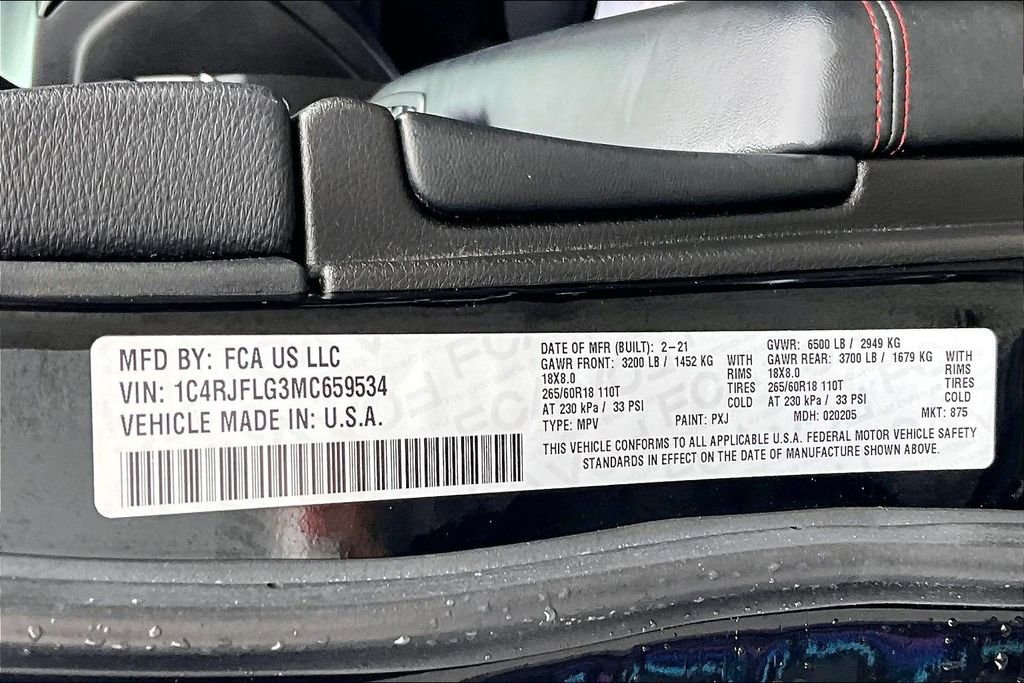 MFD BY: FCA US LLC
VIN: 1C4RJFLG3MC659534
VEHICLE MADE IN: U.S.A.
DATE OF MFR (BUILT): 2-21
GAWR FRONT: 3200 LB / 1452 KG WITH
18X8.0 RIMS
265/60R18 110T TIRES
AT 230 kPa / 33 PSI COLD
TYPE: MPV PAINT: PXJ
GVWR: 6500 LB / 2949 KG
GAWR REAR: 3700 LB / 1679 KG WITH
18X8.0 RIMS
265/60R18 110T TIRES
AT 230 kPa / 33 PSI COLD
MDH: 020205 MKT: 875
THIS VEHICLE CONFORMS TO ALL APPLICABLE U.S.A. FEDERAL MOTOR VEHICLE SAFETY
STANDARDS IN EFFECT ON THE DATE OF MANUFACTURE SHOWN ABOVE.